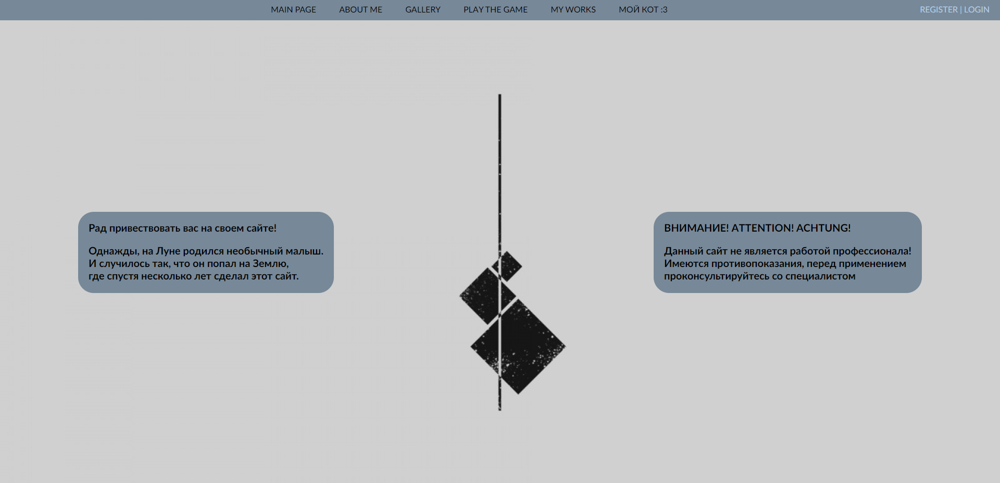 MAIN PAGE ABOUT ME GALLERY PLAY THE GAME MY WORKS МОЙ КОТ :3 REGISTER | LOGIN
Рад привествовать вас на своем сайте!
Однажды, на Луне родился необычный малыш.
И случилось так, что он попал на Землю,
где спустя несколько лет сделал этот сайт.
ВНИМАНИЕ! ATTENTION! ACHTUNG!
Данный сайт не является работой профессионала!
Имеются противопоказания, перед применением
проконсультируйтесь со специалистом